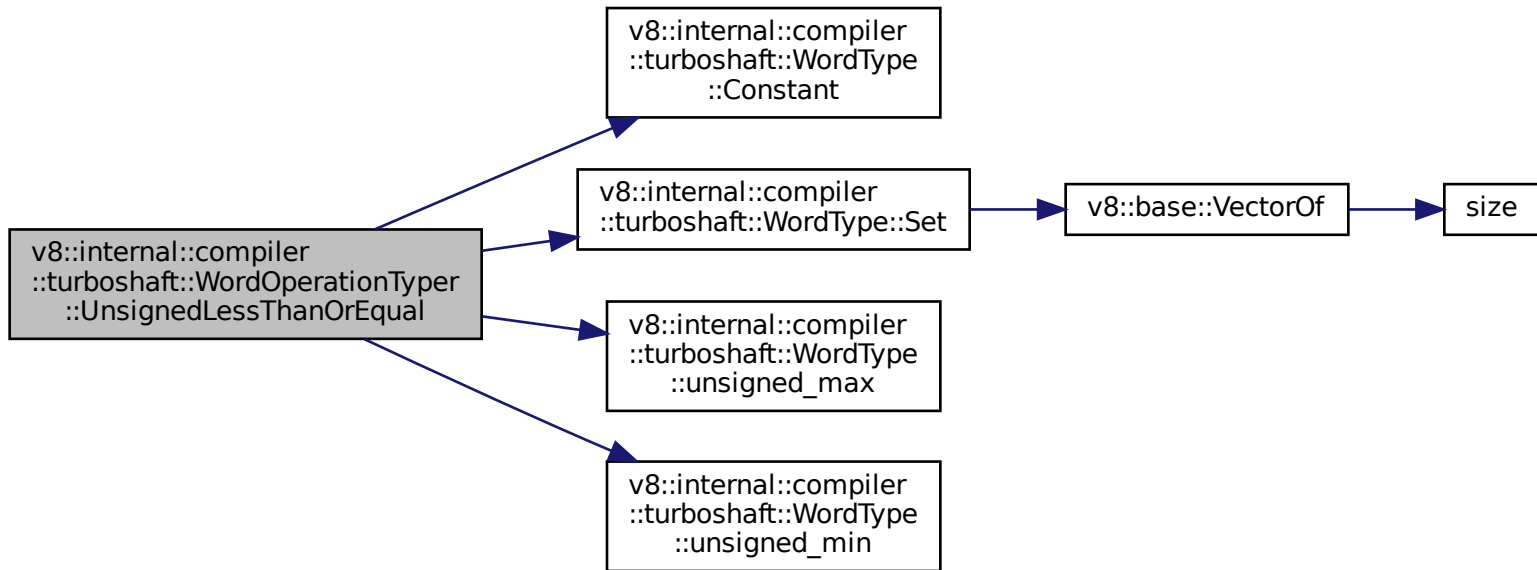 v8::internal::compiler
::turboshaft::WordOperationTyper
::UnsignedLessThanOrEqual
v8::internal::compiler
::turboshaft::WordType
::Constant
v8::internal::compiler
::turboshaft::WordType::Set
v8::base::VectorOf
size
v8::internal::compiler
::turboshaft::WordType
::unsigned_max
v8::internal::compiler
::turboshaft::WordType
::unsigned_min